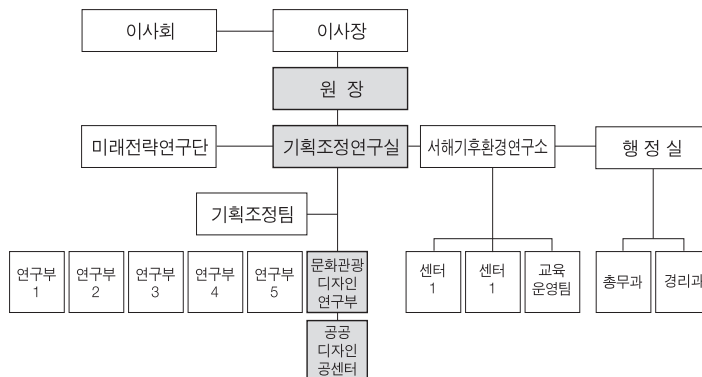 이사회
이사장
원 장
미래전략연구단
기획조정연구실
서해기후환경연구소
행 정 실
기획조정팀
연구부
1
연구부
2
연구부
3
연구부
4
연구부
5
문화관광
디자인
연구부
센터
1
센터
1
교육
운영팀
총무과
경리과
공공
디자인
공센터